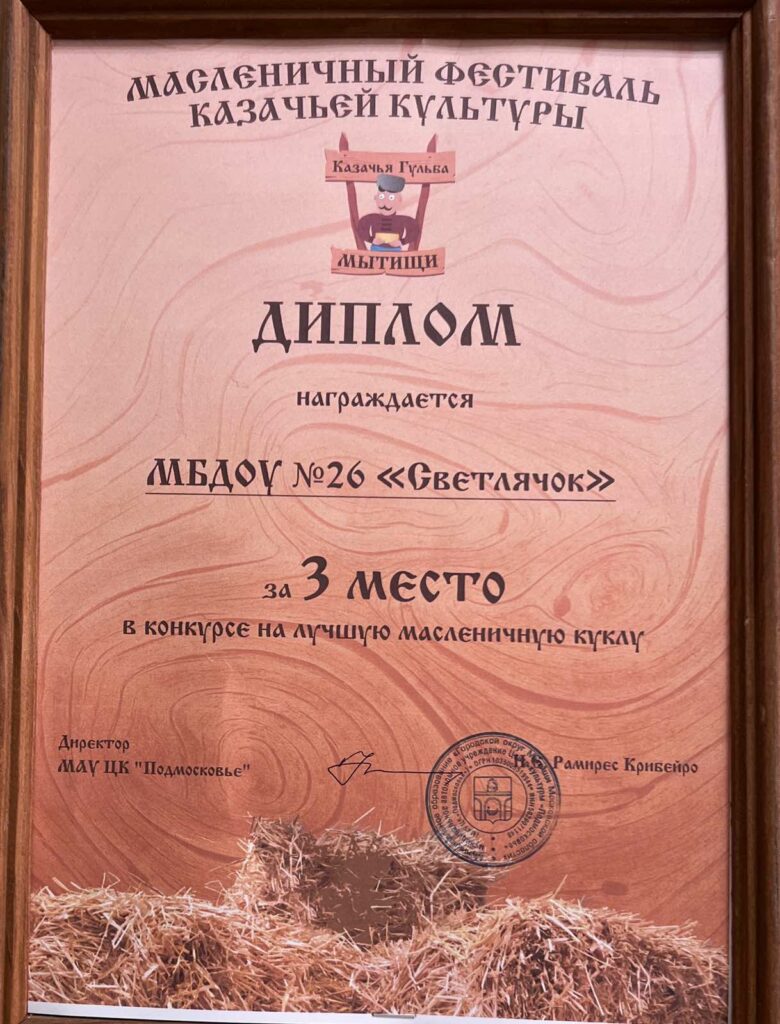 МАСЛЕНИЧНЫЙ ФЕСТИВАЛЬ
КАЗАЧЬЕЙ КУЛЬТУРЫ
Казачья Гульба
МЫТИЩИ
ДИПЛОМ
награждается
МБДОУ №26 «Светлячок»
за 3 место
в конкурсе на лучшую масленичную куклу
Директор
МАУ ЦК "Подмосковье"
Рамирес Крибейро